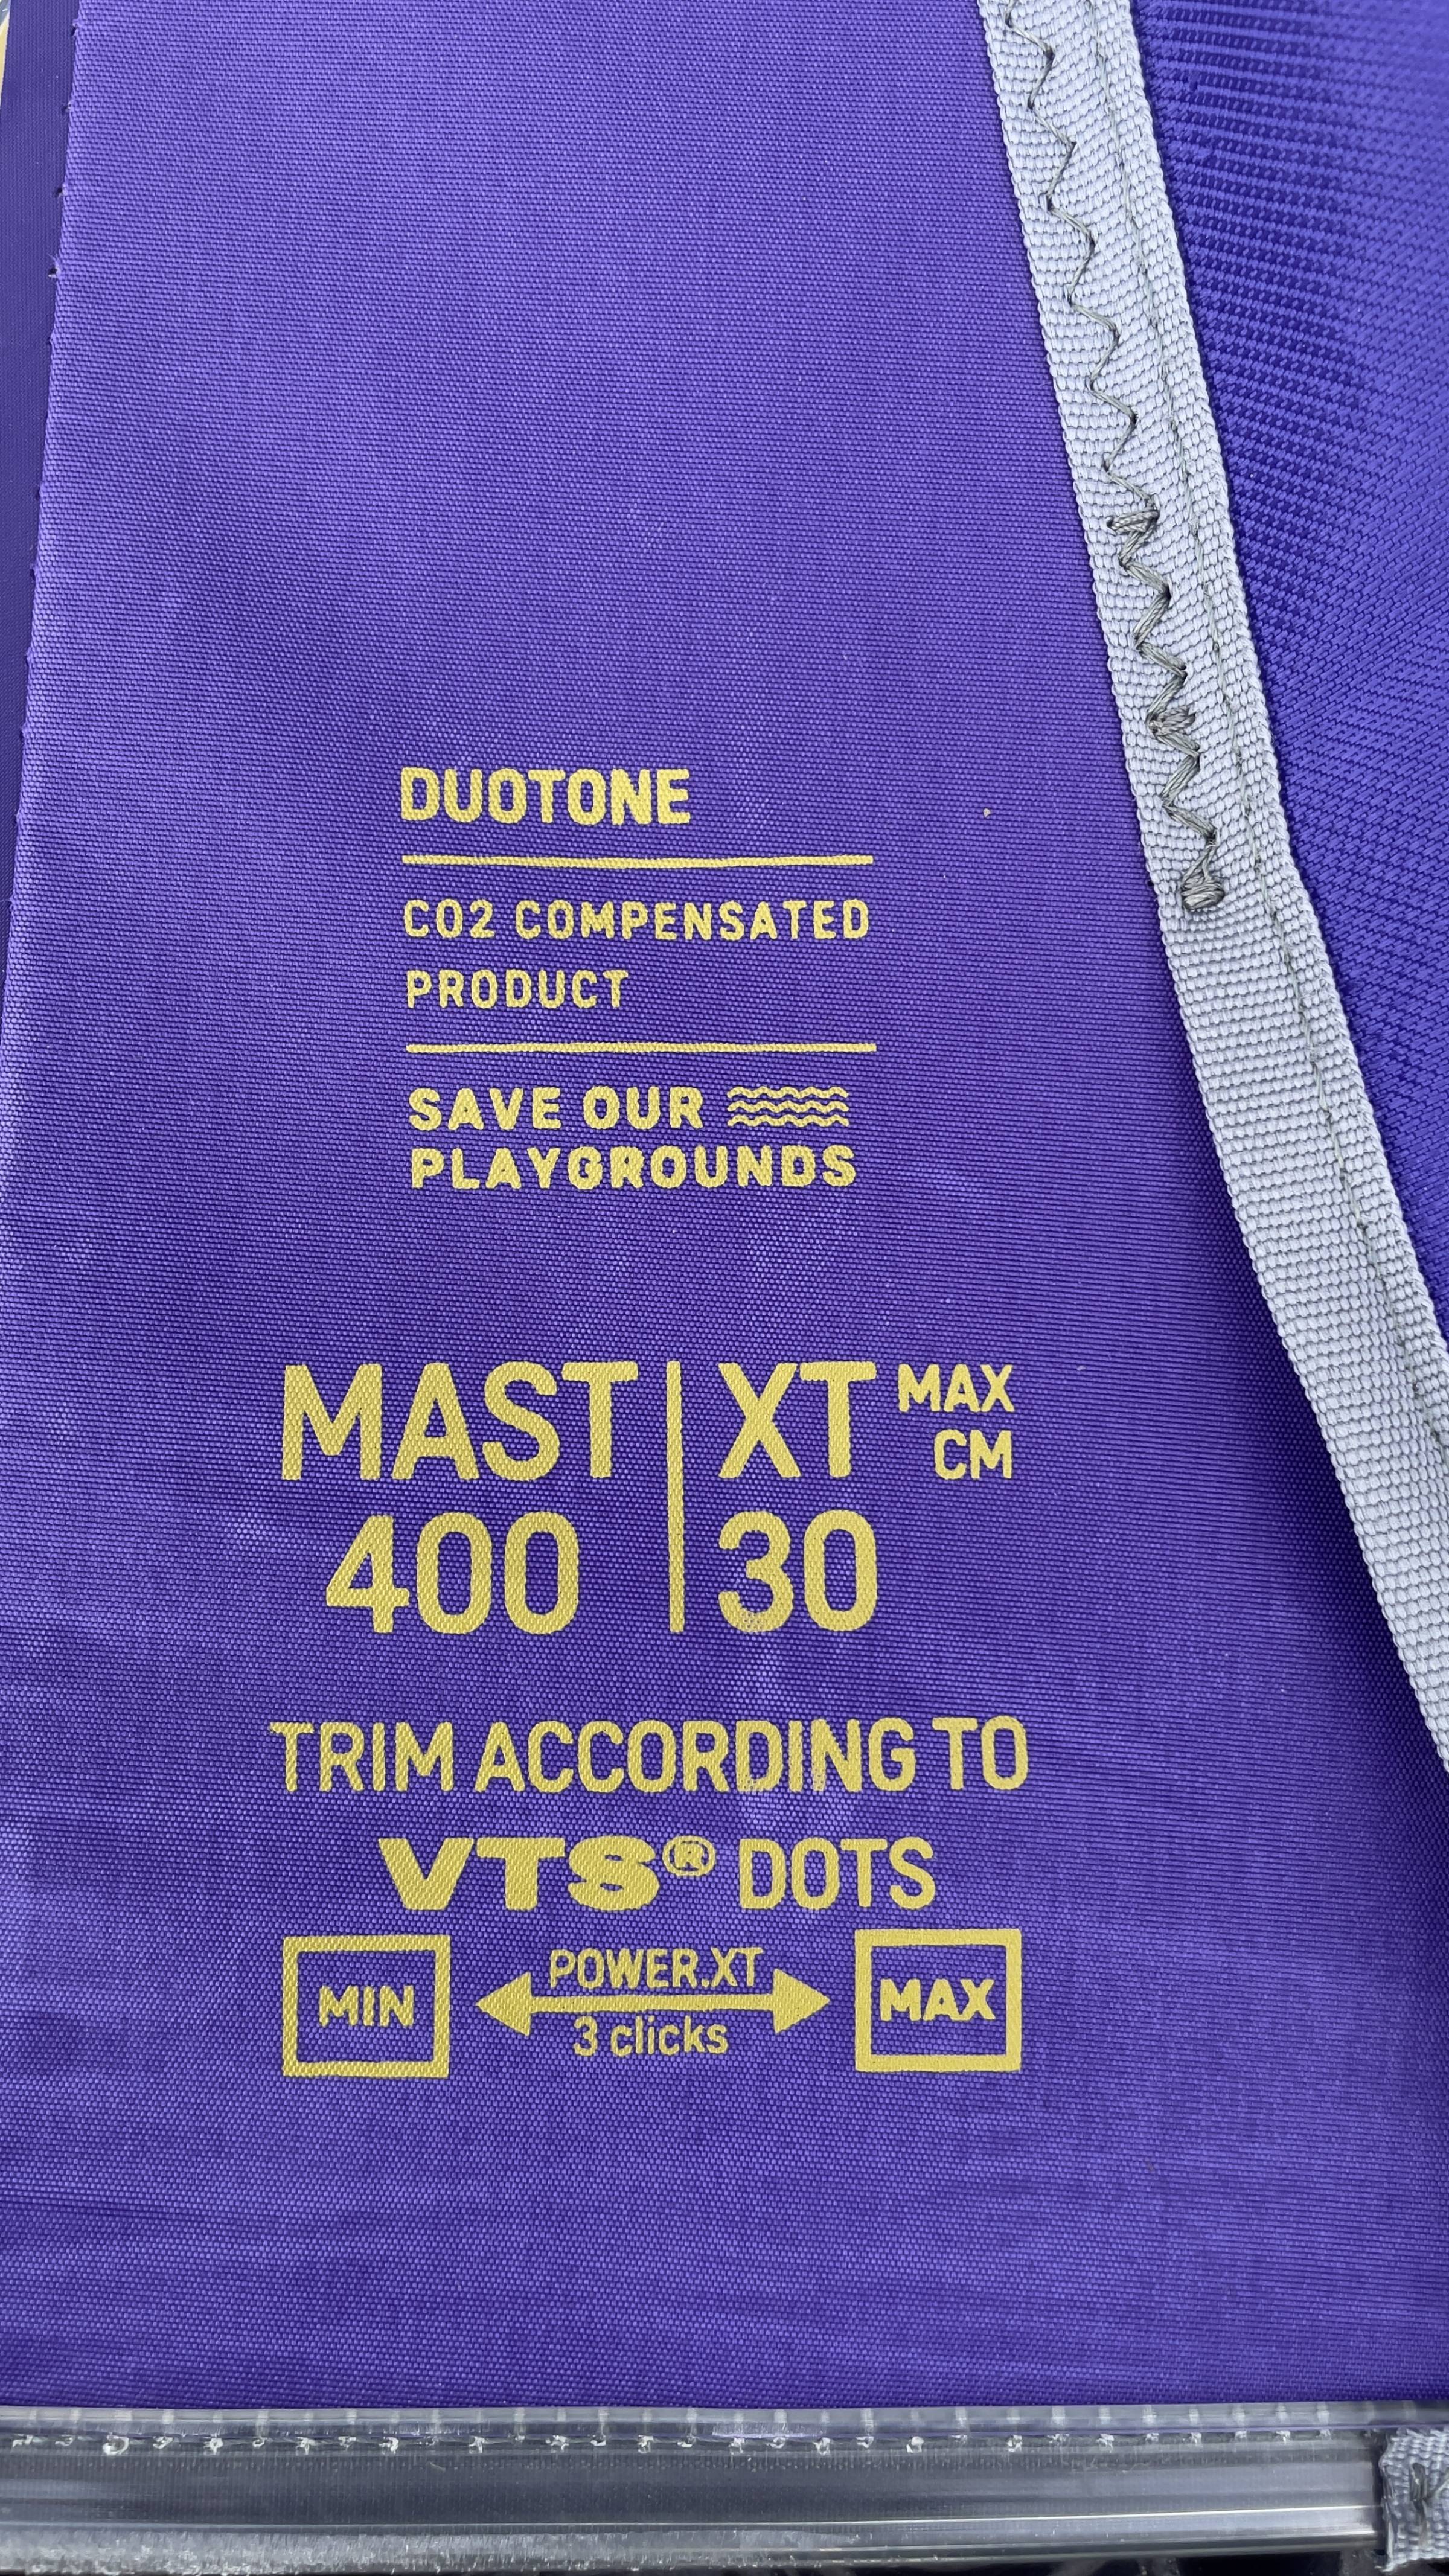 DUOTONE
CO2 COMPENSATED
PRODUCT
SAVE OUR
PLAYGROUNDS
MAST | XT MAX CM
400 | 30
TRIM ACCORDING TO
VTS® DOTS
MIN POWER.XT MAX
3 clicks